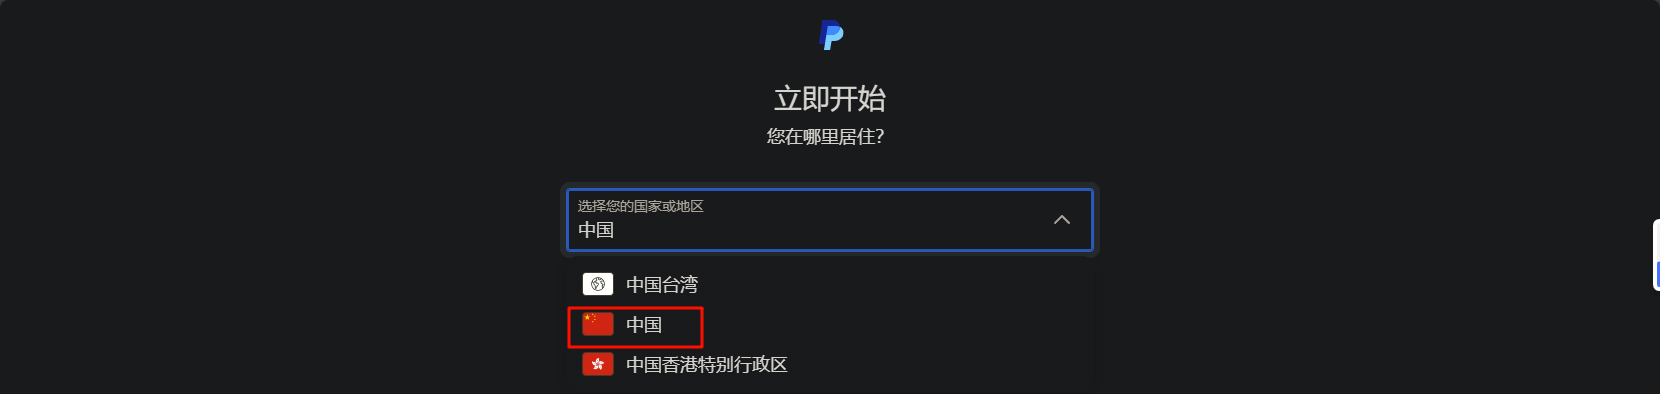 立即开始
您在哪里居住?
选择您的国家或地区
中国
中国台湾
中国
中国香港特别行政区